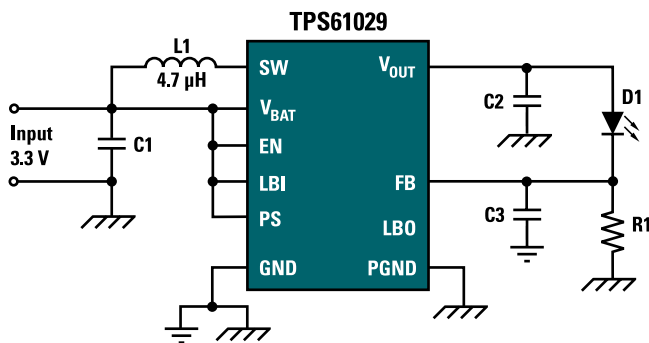 TPS61029
L1
4.7 µH
SW
VOUT
VBAT
C2
D1
Input
3.3 V
C1
EN
LBI
FB
PS
C3
LBO
R1
GND
PGND